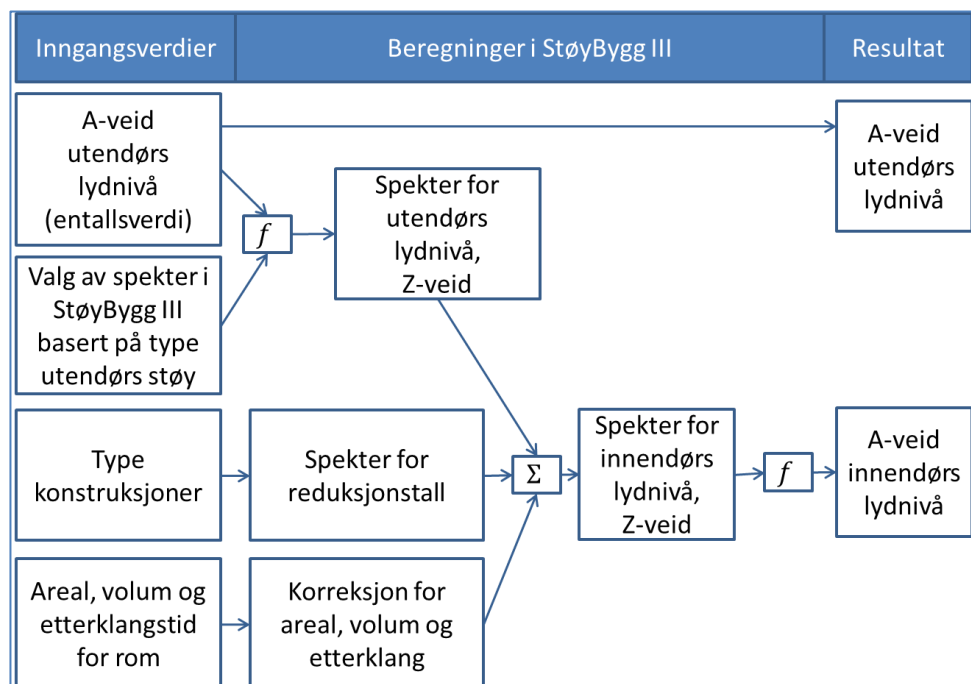 Inngangsverdier
Beregninger i StøyBygg III
Resultat
A-veid
utendørs
lydnivå
(entallsverdi)
A-veid
utendørs
lydnivå
Spekter for
utendørs
lydnivå,
Z-veid
f
Valg av spekter i
StøyBygg III
basert på type
utendørs støy
Type
konstruksjoner
Spekter for
reduksjonstall
Σ
Spekter for
innendørs
lydnivå,
Z-veid
f
A-veid
innendørs
lydnivå
Areal, volum og
etterklangstid
for rom
Korreksjon for
areal, volum og
etterklang